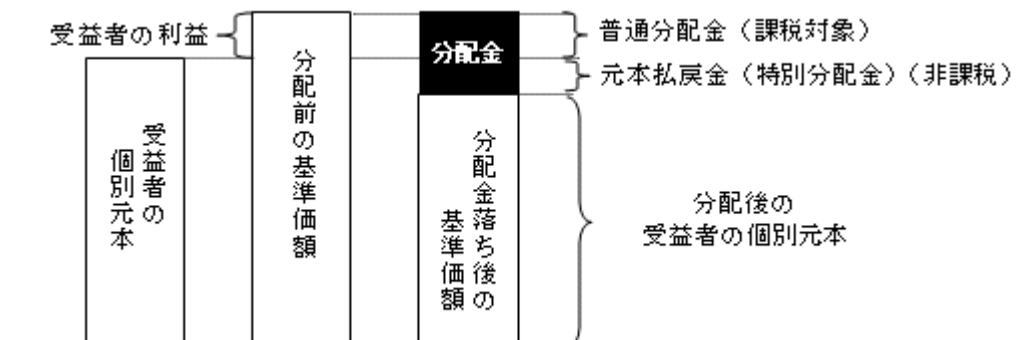 受益者の利益
受益者の
個別元本
分配前の基準価額
分配金
分配金落ち後の
基準価額
普通分配金（課税対象）
元本払戻金（特別分配金）（非課税）
分配後の
受益者の個別元本